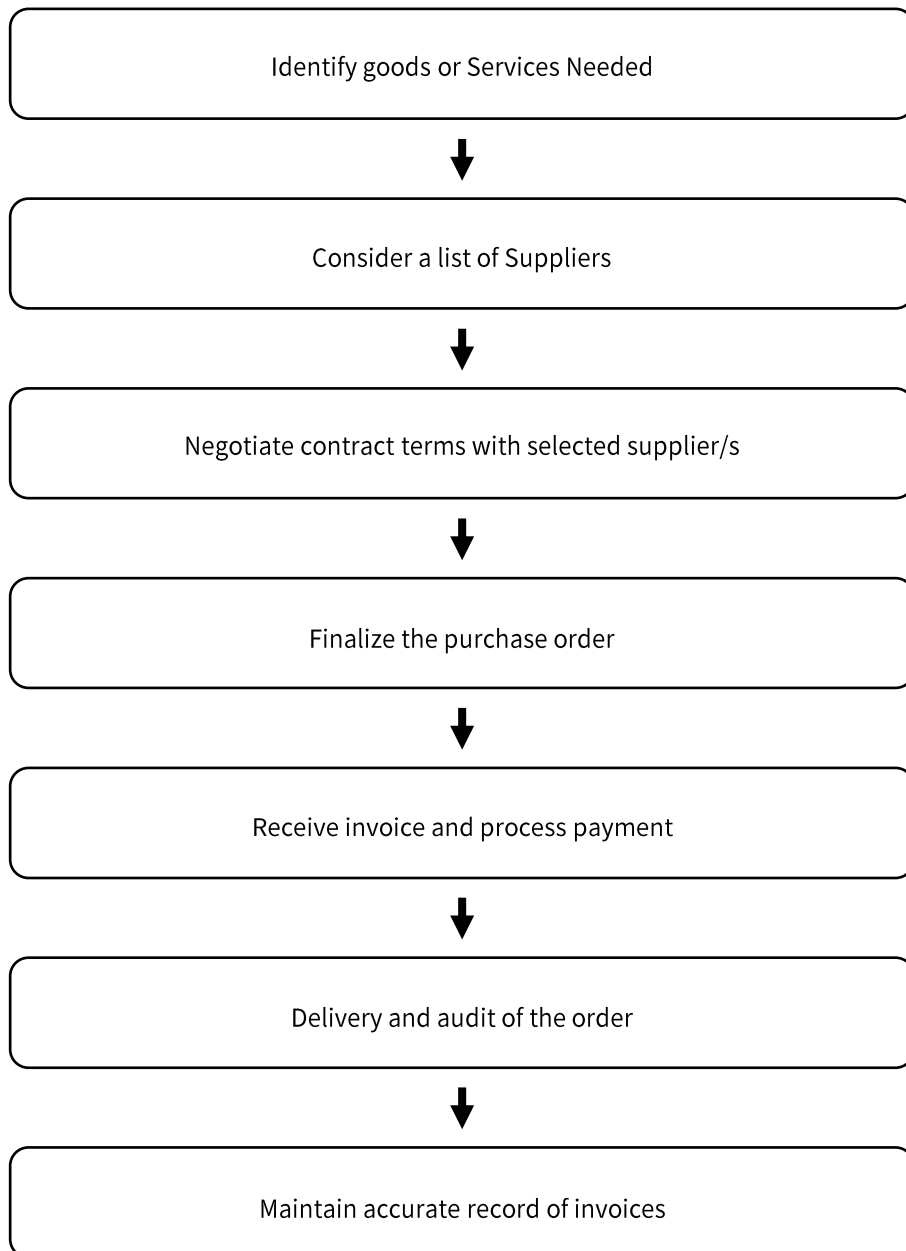 Identify goods or Services Needed
Consider a list of Suppliers
Negotiate contract terms with selected supplier/s
Finalize the purchase order
Receive invoice and process payment
Delivery and audit of the order
Maintain accurate record of invoices